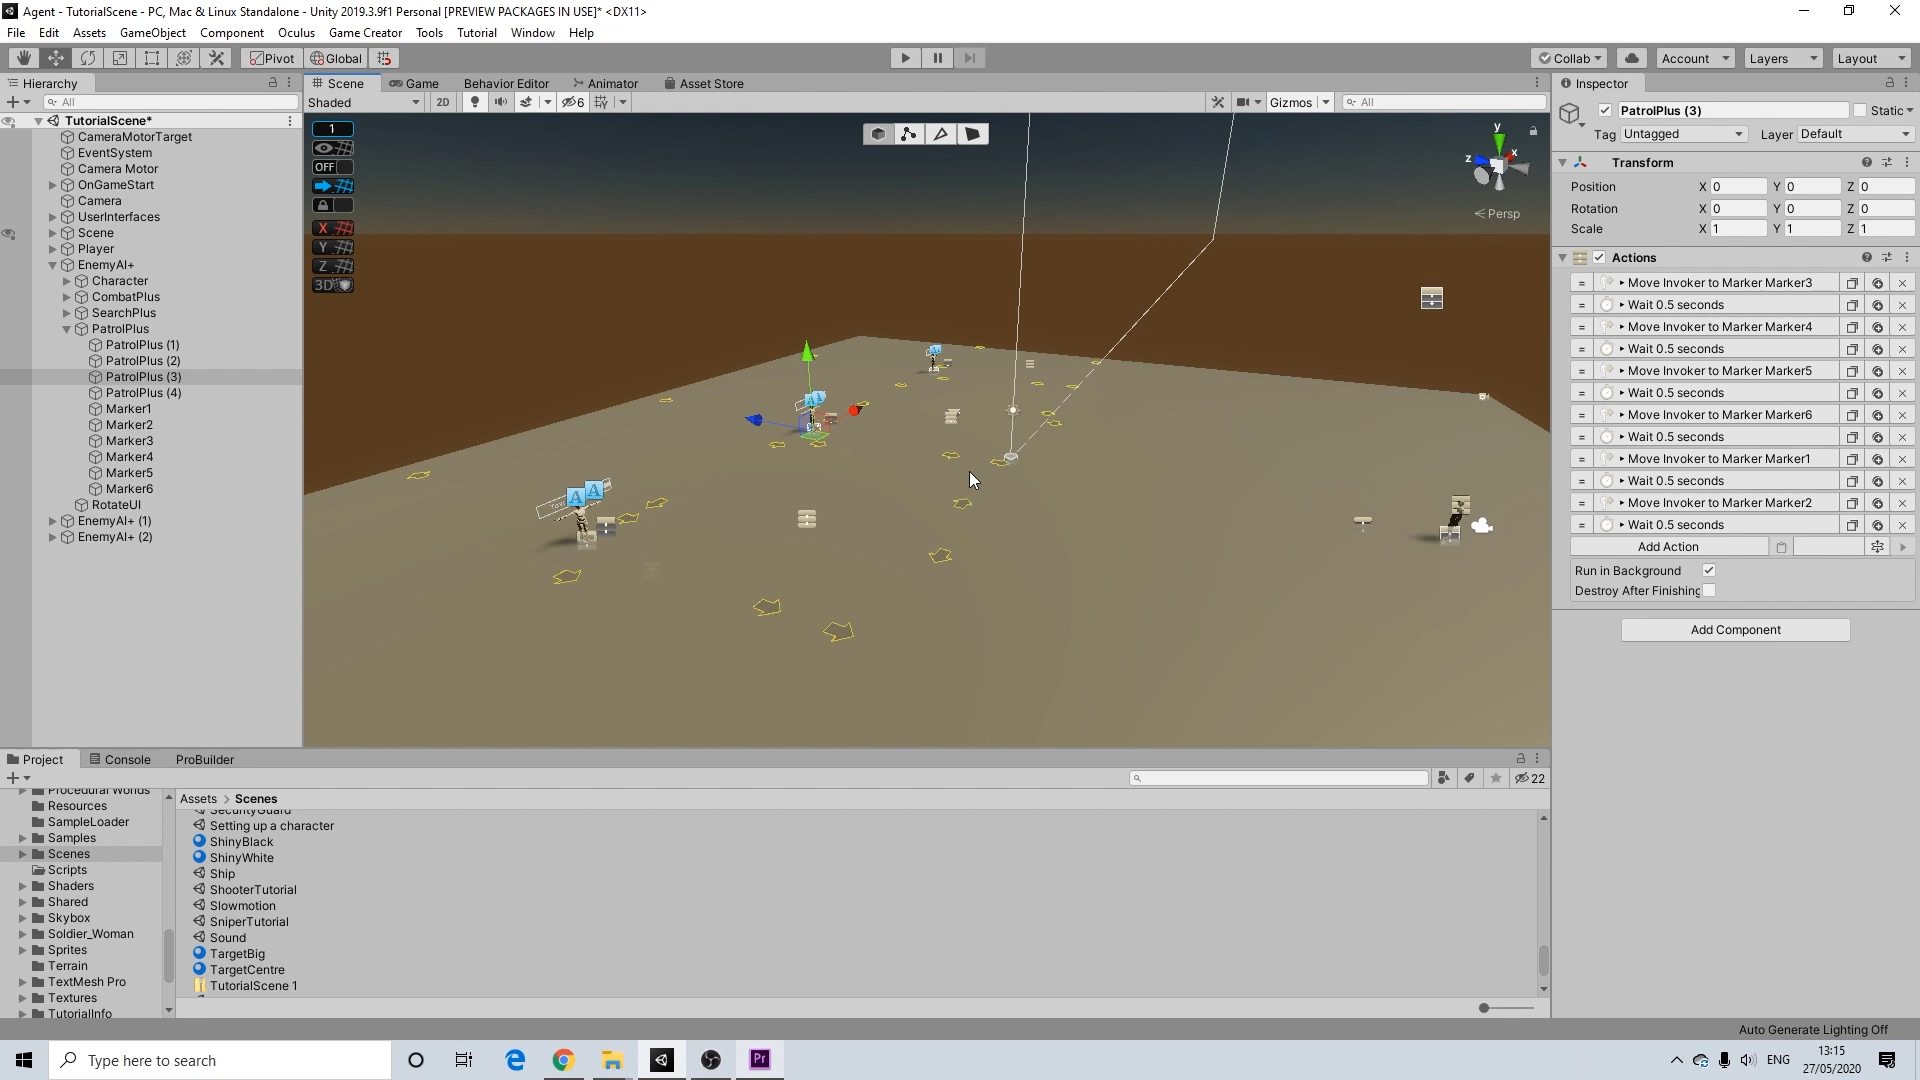 Agent - TutorialScene - PC, Mac & Linux Standalone - Unity 2019.3.9f1 Personal [PREVIEW PACKAGES IN USE]* <DX11>
File Edit Assets GameObject Component Oculus Game Creator Tools Tutorial Window Help
Pivot Global Collab Account Layers Layout
Hierarchy
All
TutorialScene*
CameraMotorTarget
EventSystem
Camera Motor
OnGameStart
Camera
UserInterfaces
Scene
Player
EnemyAI+
Character
CombatPlus
SearchPlus
PatrolPlus
PatrolPlus (1)
PatrolPlus (2)
PatrolPlus (3)
PatrolPlus (4)
Marker1
Marker2
Marker3
Marker4
Marker5
Marker6
RotateUI
EnemyAI+ (1)
EnemyAI+ (2)
Scene Game Behavior Editor Animator Asset Store
Shaded 2D 6 Gizmos All
1
OFF
X
Y
Z
3D
y
x
z
Persp
A A
Inspector
PatrolPlus (3) Static
Tag Untagged Layer Default
Transform
Position X 0 Y 0 Z 0
Rotation X 0 Y 0 Z 0
Scale X 1 Y 1 Z 1
Actions
Move Invoker to Marker Marker3
Wait 0.5 seconds
Move Invoker to Marker Marker4
Wait 0.5 seconds
Move Invoker to Marker Marker5
Wait 0.5 seconds
Move Invoker to Marker Marker6
Wait 0.5 seconds
Move Invoker to Marker Marker1
Wait 0.5 seconds
Move Invoker to Marker Marker2
Wait 0.5 seconds
Add Action
Run in Background
Destroy After Finishing
Add Component
Project Console ProBuilder
22
Procedural Worlds
Resources
SampleLoader
Samples
Scenes
Scripts
Shaders
Shared
Skybox
Soldier_Woman
Sprites
Terrain
TextMesh Pro
Textures
TutorialInfo
Assets > Scenes
SecurityGuard
Setting up a character
ShinyBlack
ShinyWhite
Ship
ShooterTutorial
Slowmotion
SniperTutorial
Sound
TargetBig
TargetCentre
TutorialScene 1
Auto Generate Lighting Off
Type here to search
Pr
ENG
13:15
27/05/2020